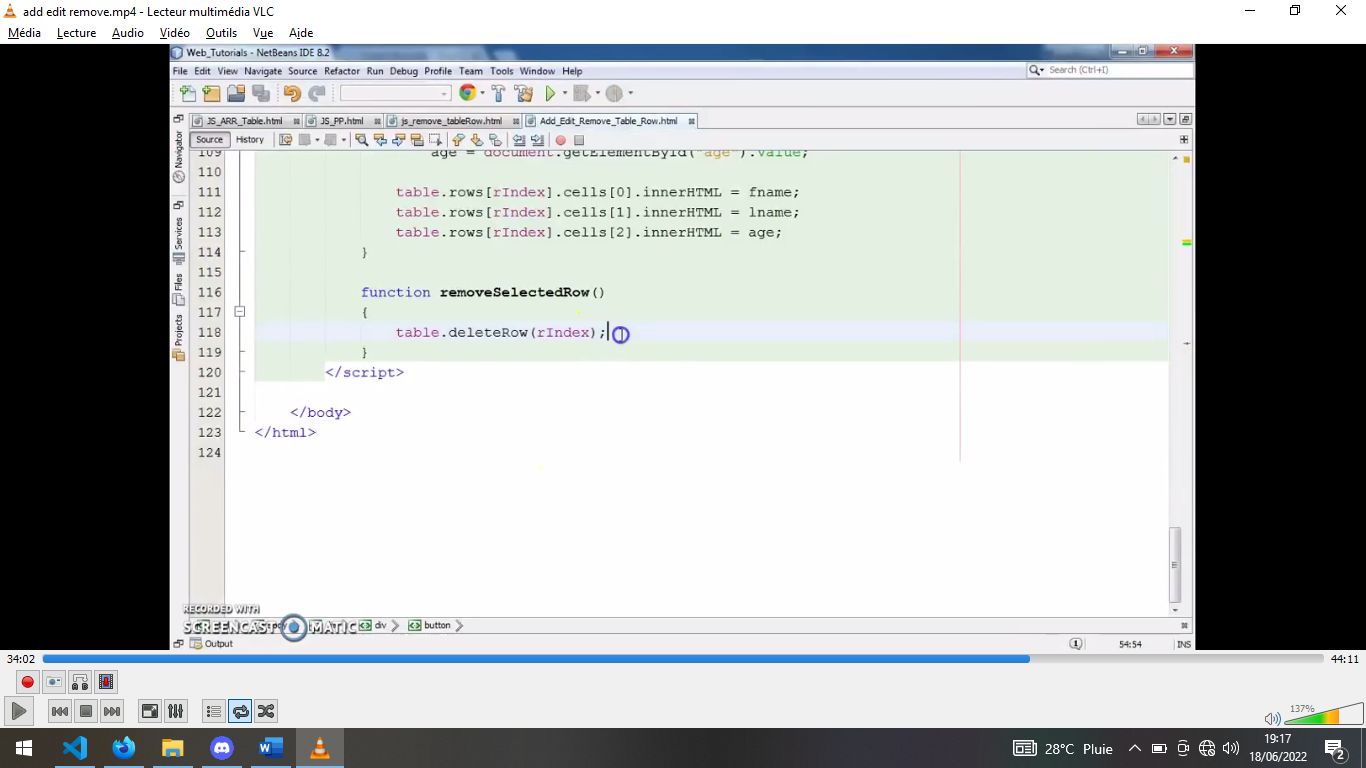 add edit remove.mp4 - Lecteur multimédia VLC
Média Lecture Audio Vidéo Outils Vue Aide
Web_Tutorials - NetBeans IDE 8.2
File Edit View Navigate Source Refactor Run Debug Profile Team Tools Window Help
Search (Ctrl+I)
JS_ARR_Table.html JS_PP.html js_remove_tableRow.html Add_Edit_Remove_Table_Row.html
Source History
Navigator
Services
Files
Projects
109 age = document.getElementById("age").value;
110
111 table.rows[rIndex].cells[0].innerHTML = fname;
112 table.rows[rIndex].cells[1].innerHTML = lname;
113 table.rows[rIndex].cells[2].innerHTML = age;
114 }
115
116 function removeSelectedRow()
117 {
118 table.deleteRow(rIndex);
119 }
120 </script>
121
122 </body>
123 </html>
124
RECORDED WITH
SCREENCAST MATIC
div button
Output
1 54:54 INS
34:02 44:11
137%
28°C Pluie
19:17
18/06/2022
2